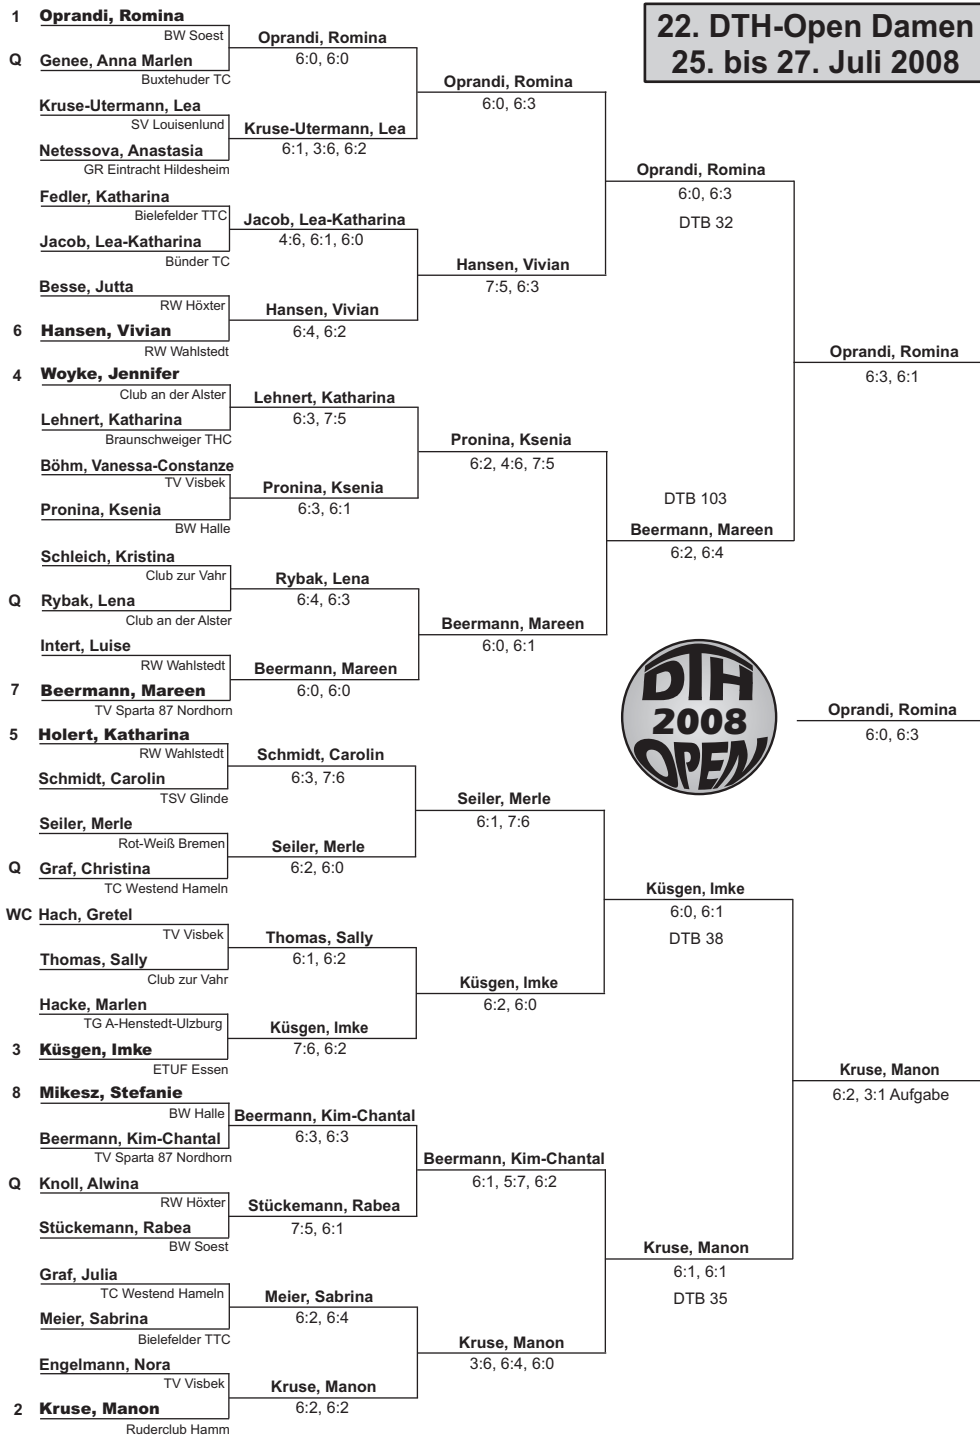 22. DTH-Open Damen
25. bis 27. Juli 2008
1 Oprandi, Romina
BW Soest
Q Genee, Anna Marlen
Buxtehuder TC
Kruse-Utermann, Lea
SV Louisenlund
Netessova, Anastasia
GR Eintracht Hildesheim
Fedler, Katharina
Bielefelder TTC
Jacob, Lea-Katharina
Bünder TC
Besse, Jutta
RW Höxter
6 Hansen, Vivian
RW Wahlstedt
4 Woyke, Jennifer
Club an der Alster
Lehnert, Katharina
Braunschweiger THC
Böhm, Vanessa-Constanze
TV Visbek
Pronina, Ksenia
BW Halle
Schleich, Kristina
Club zur Vahr
Q Rybak, Lena
Club an der Alster
Intert, Luise
RW Wahlstedt
7 Beermann, Mareen
TV Sparta 87 Nordhorn
5 Holert, Katharina
RW Wahlstedt
Schmidt, Carolin
TSV Glinde
Seiler, Merle
Rot-Weiß Bremen
Q Graf, Christina
TC Westend Hameln
WC Hach, Gretel
TV Visbek
Thomas, Sally
Club zur Vahr
Hacke, Marlen
TG A-Henstedt-Ulzburg
3 Küsgen, Imke
ETUF Essen
8 Mikesz, Stefanie
BW Halle
Beermann, Kim-Chantal
TV Sparta 87 Nordhorn
Q Knoll, Alwina
RW Höxter
Stückemann, Rabea
BW Soest
Graf, Julia
TC Westend Hameln
Meier, Sabrina
Bielefelder TTC
Engelmann, Nora
TV Visbek
2 Kruse, Manon
Ruderclub Hamm
Oprandi, Romina
6:0, 6:0
Kruse-Utermann, Lea
6:1, 3:6, 6:2
Jacob, Lea-Katharina
4:6, 6:1, 6:0
Hansen, Vivian
6:4, 6:2
Lehnert, Katharina
6:3, 7:5
Pronina, Ksenia
6:3, 6:1
Rybak, Lena
6:4, 6:3
Beermann, Mareen
6:0, 6:0
Schmidt, Carolin
6:3, 7:6
Seiler, Merle
6:2, 6:0
Thomas, Sally
6:1, 6:2
Küsgen, Imke
7:6, 6:2
Beermann, Kim-Chantal
6:3, 6:3
Stückemann, Rabea
7:5, 6:1
Meier, Sabrina
6:2, 6:4
Kruse, Manon
6:2, 6:2
Oprandi, Romina
6:0, 6:3
Hansen, Vivian
7:5, 6:3
Pronina, Ksenia
6:2, 4:6, 7:5
Beermann, Mareen
6:0, 6:1
Seiler, Merle
6:1, 7:6
Küsgen, Imke
6:2, 6:0
Beermann, Kim-Chantal
6:1, 5:7, 6:2
Kruse, Manon
3:6, 6:4, 6:0
Oprandi, Romina
6:0, 6:3
DTB 32
DTB 103
Beermann, Mareen
6:2, 6:4
DTH
2008
OPEN
Küsgen, Imke
6:0, 6:1
DTB 38
Kruse, Manon
6:1, 6:1
DTB 35
Oprandi, Romina
6:3, 6:1
Oprandi, Romina
6:0, 6:3
Kruse, Manon
6:2, 3:1 Aufgabe